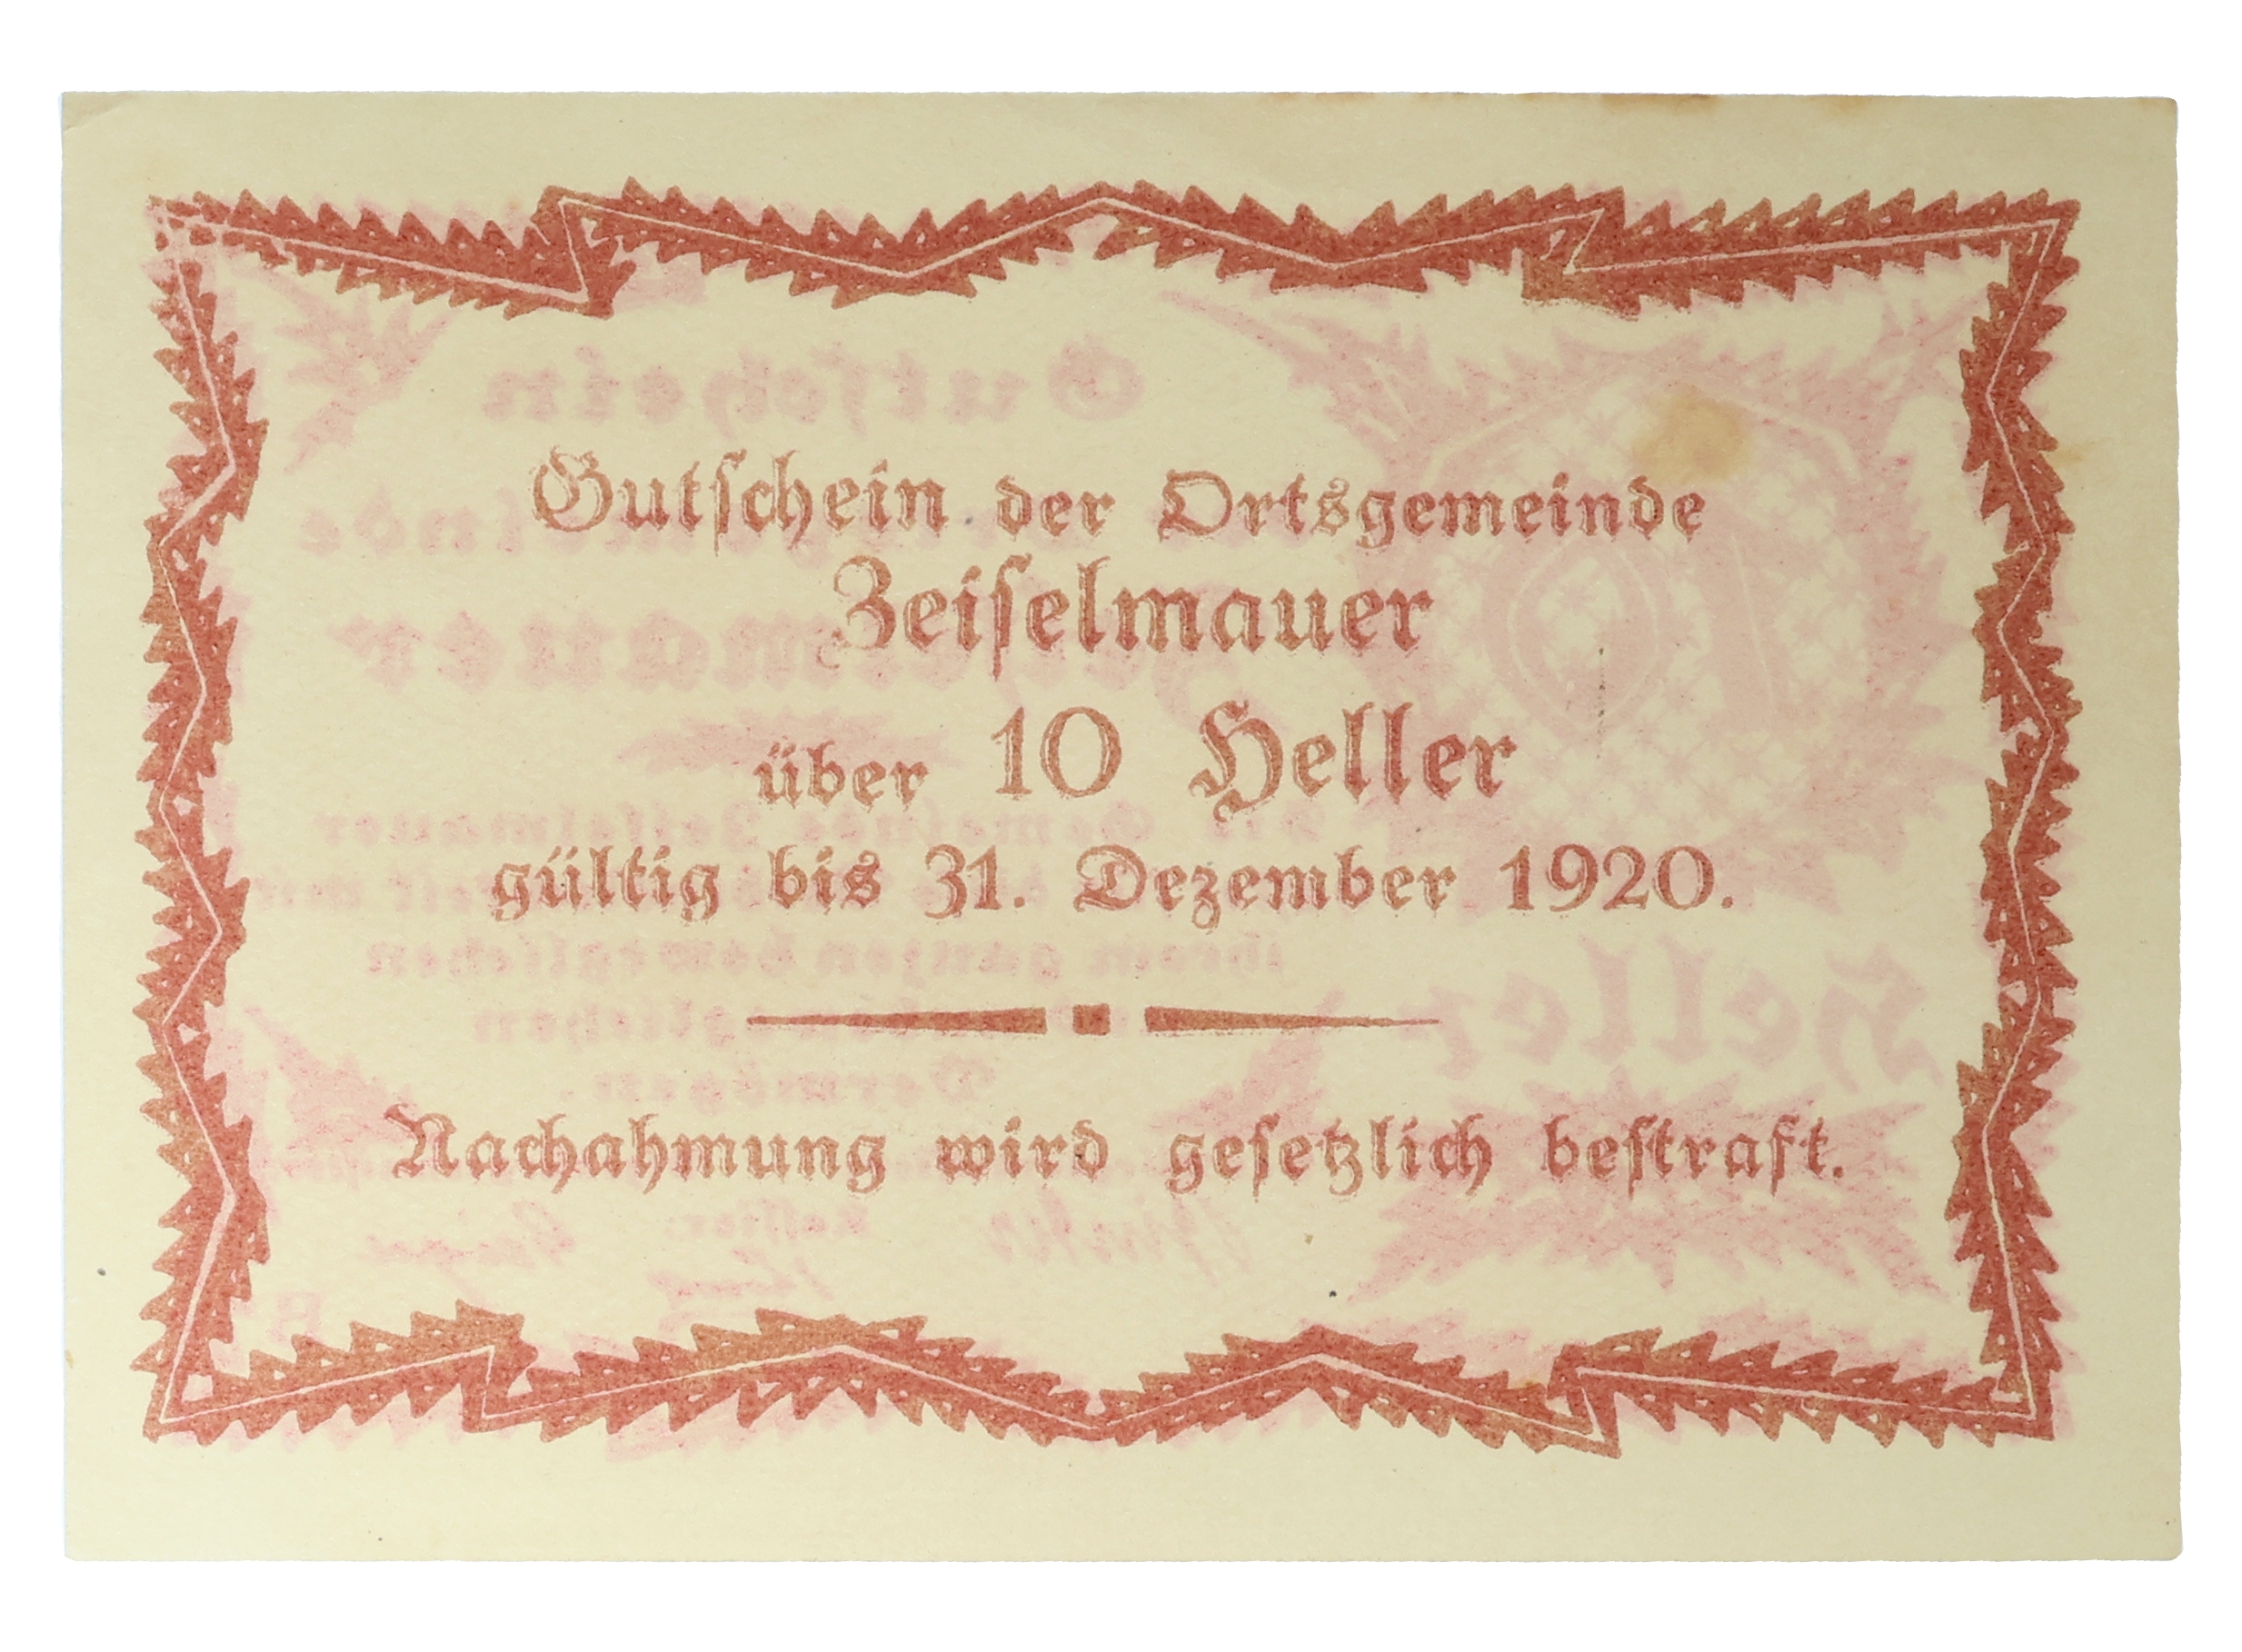 Gutschein der Ortsgemeinde
Zeiselmauer
über 10 Heller
gültig bis 31. Dezember 1920.
Nachahmung wird gesetzlich bestraft.